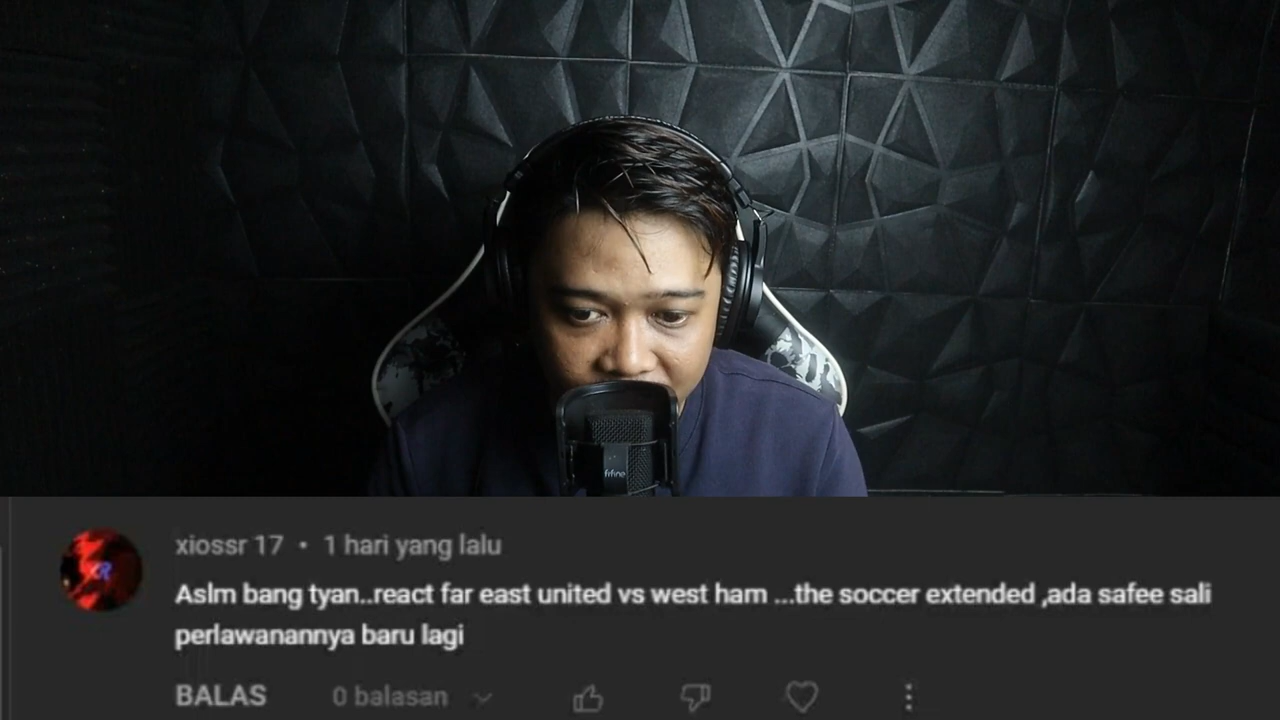 fifine
xiossr 17 • 1 hari yang lalu
Aslm bang tyan..react far east united vs west ham ...the soccer extended ,ada safee sali
perlawanannya baru lagi
BALAS 0 balasan